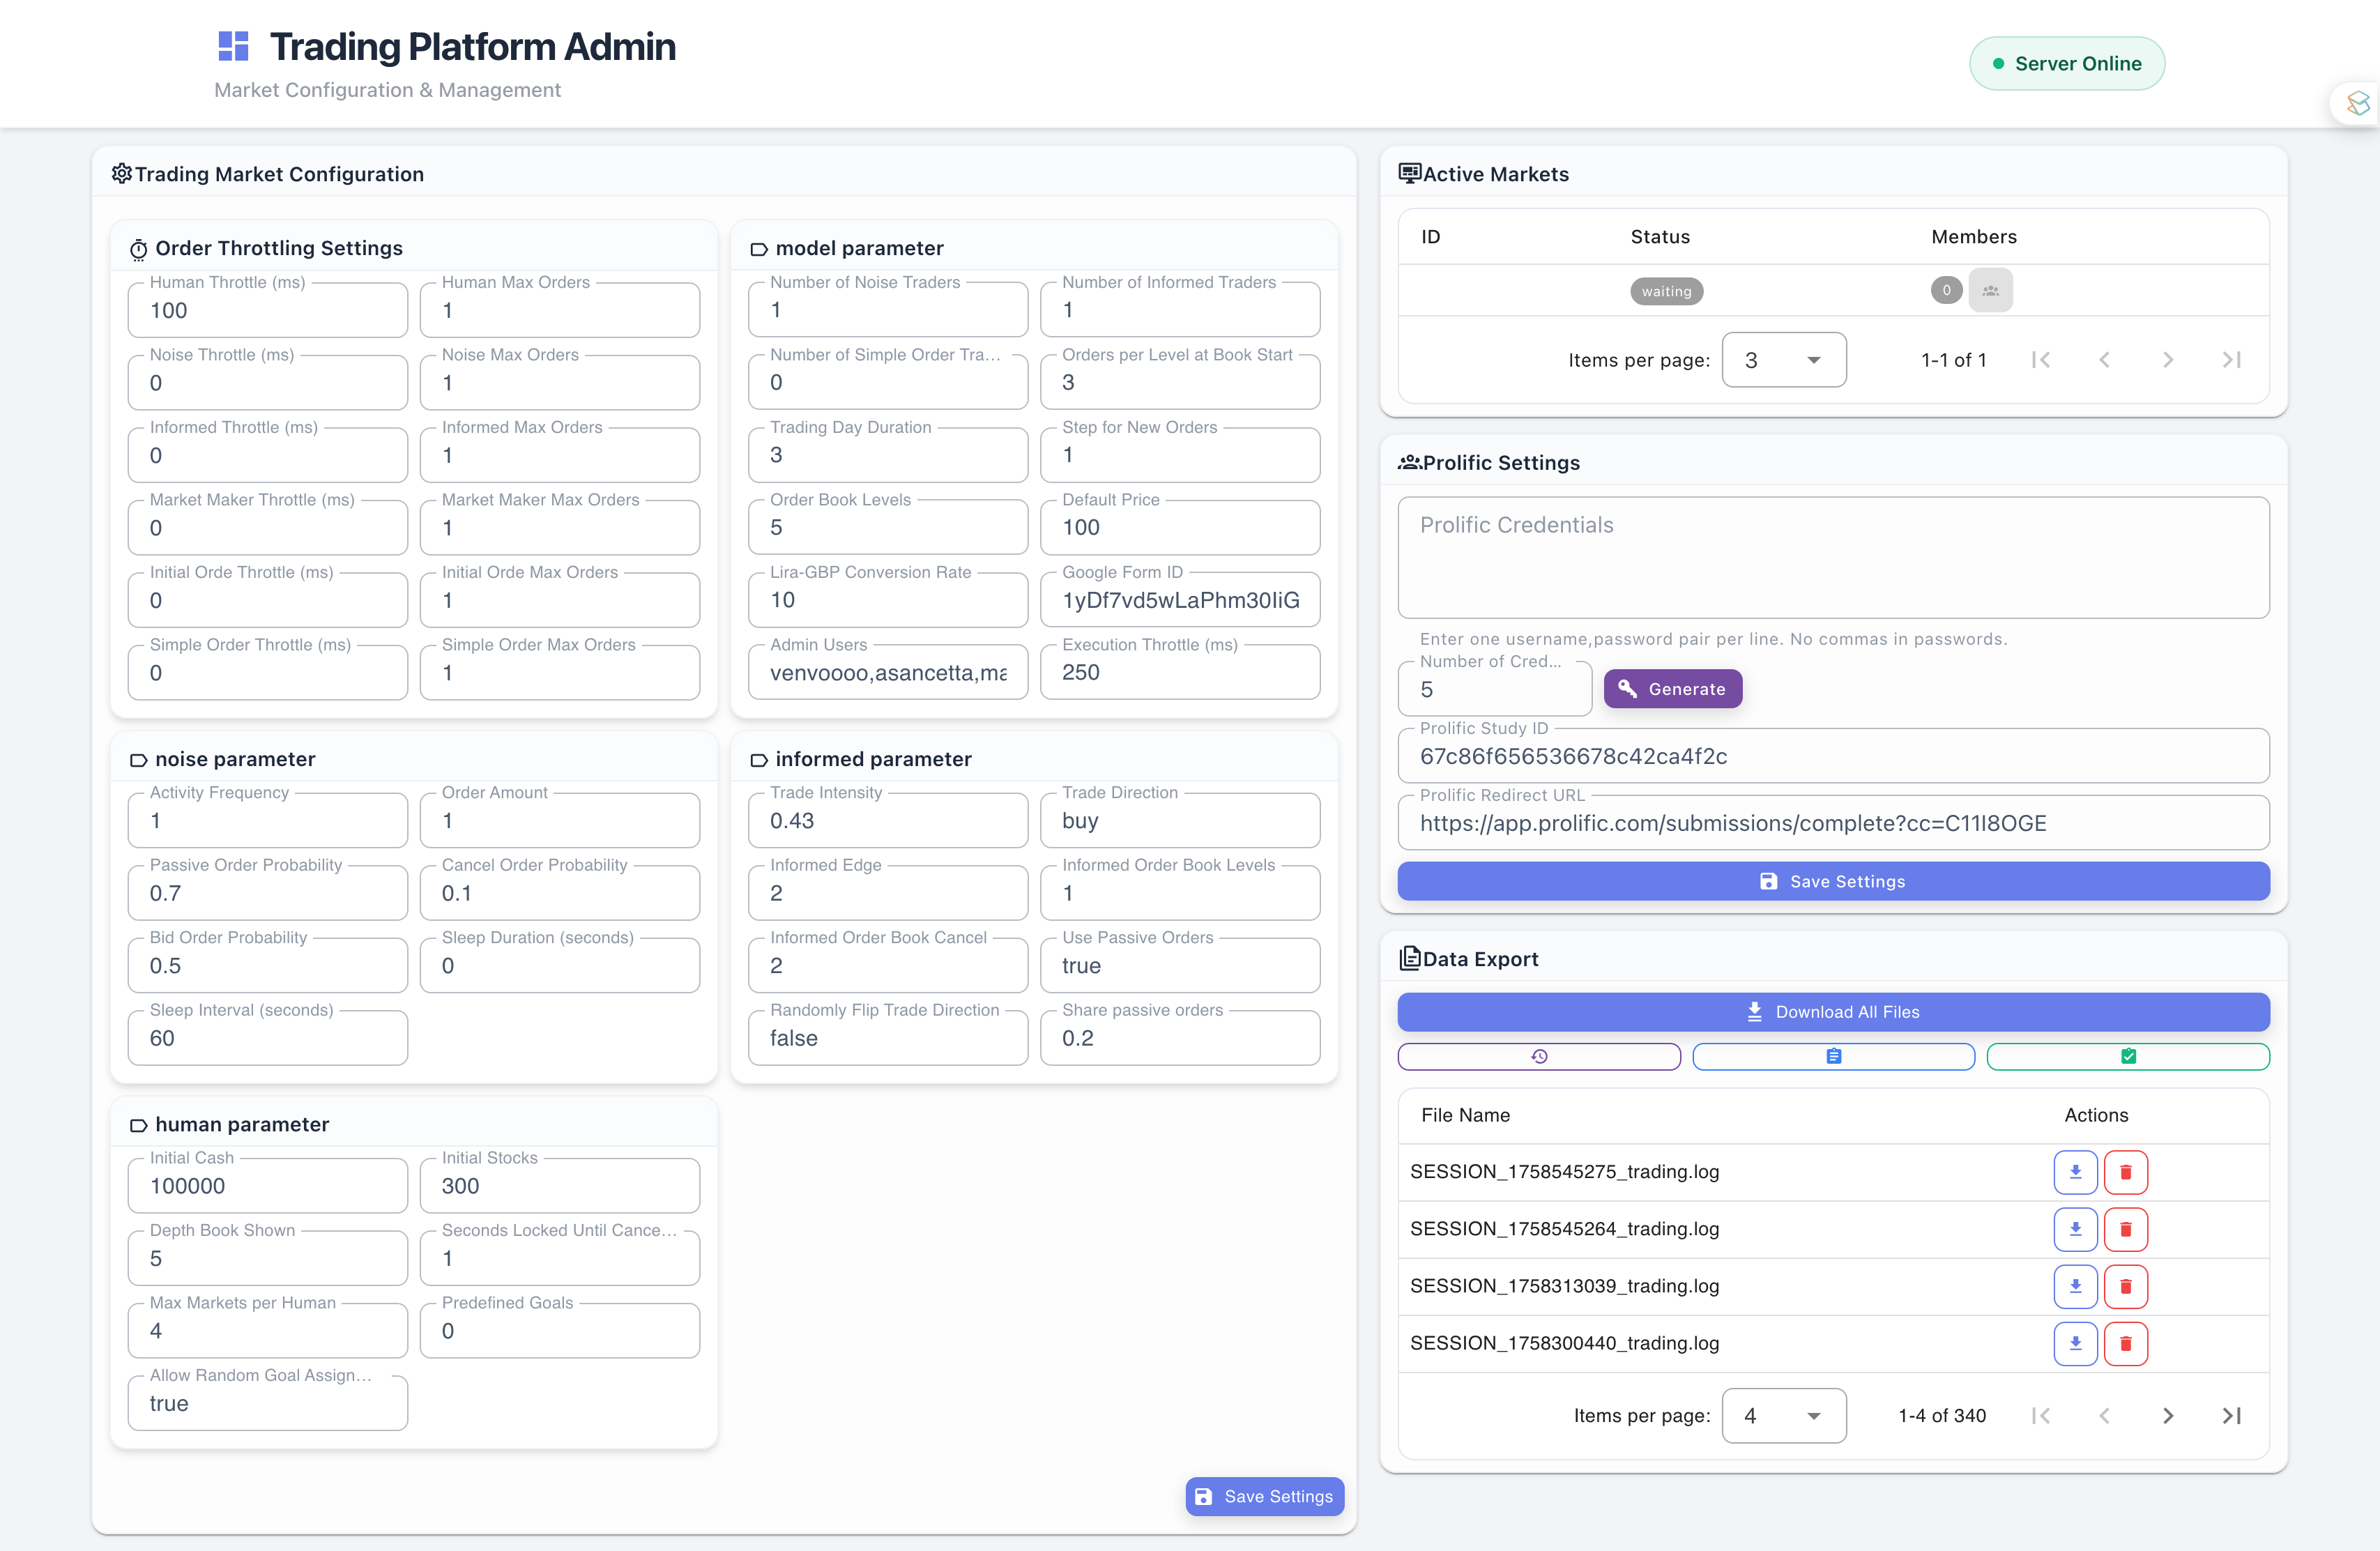 Trading Platform Admin
Market Configuration & Management
Server Online
Trading Market Configuration
Order Throttling Settings
Human Throttle (ms)
100
Human Max Orders
1
Noise Throttle (ms)
0
Noise Max Orders
1
Informed Throttle (ms)
0
Informed Max Orders
1
Market Maker Throttle (ms)
0
Market Maker Max Orders
1
Initial Orde Throttle (ms)
0
Initial Orde Max Orders
1
Simple Order Throttle (ms)
0
Simple Order Max Orders
1
model parameter
Number of Noise Traders
1
Number of Informed Traders
1
Number of Simple Order Tra...
0
Orders per Level at Book Start
3
Trading Day Duration
3
Step for New Orders
1
Order Book Levels
5
Default Price
100
Lira-GBP Conversion Rate
10
Google Form ID
1yDf7vd5wLaPhm30IiG
Admin Users
venvoooo,asancetta,ma
Execution Throttle (ms)
250
noise parameter
Activity Frequency
1
Order Amount
1
Passive Order Probability
0.7
Cancel Order Probability
0.1
Bid Order Probability
0.5
Sleep Duration (seconds)
0
Sleep Interval (seconds)
60
informed parameter
Trade Intensity
0.43
Trade Direction
buy
Informed Edge
2
Informed Order Book Levels
1
Informed Order Book Cancel
2
Use Passive Orders
true
Randomly Flip Trade Direction
false
Share passive orders
0.2
human parameter
Initial Cash
100000
Initial Stocks
300
Depth Book Shown
5
Seconds Locked Until Cance...
1
Max Markets per Human
4
Predefined Goals
0
Allow Random Goal Assign...
true
Save Settings
Active Markets
ID Status Members
waiting 0
Items per page: 3 1-1 of 1
Prolific Settings
Prolific Credentials
Enter one username,password pair per line. No commas in passwords.
Number of Cred...
5
Generate
Prolific Study ID
67c86f656536678c42ca4f2c
Prolific Redirect URL
https://app.prolific.com/submissions/complete?cc=C11I8OGE
Save Settings
Data Export
Download All Files
File Name Actions
SESSION_1758545275_trading.log
SESSION_1758545264_trading.log
SESSION_1758313039_trading.log
SESSION_1758300440_trading.log
Items per page: 4 1-4 of 340